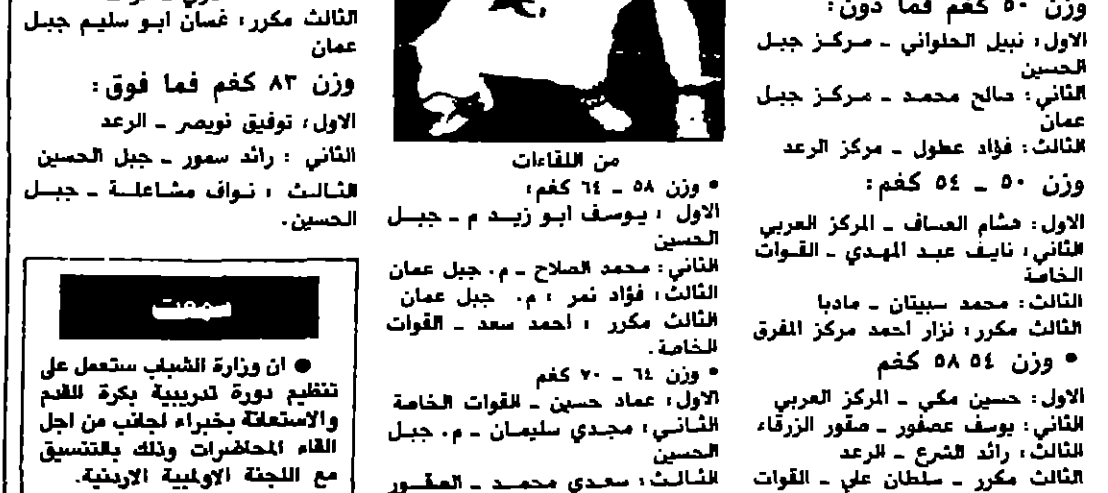 وزن ٥٠ كغم فما دون:
الاول: نبيل الحلواني ـ مركز جبل
الحسين
الثاني: صالح محمد ـ مركز جبل
عمان
الثالث: فؤاد عطول ـ مركز الرعد
وزن ٥٠ ـ ٥٤ كغم:
الاول: هشام العساف ـ المركز العربي
الثاني: نايف عبد المهدي ـ القوات
الخاصة
الثالث: محمد سبيتان ـ مادبا
الثالث مكرر: نزار احمد مركز المفرق
• وزن ٥٤ ٥٨ كغم
الاول: حسين مكي ـ المركز العربي
الثاني: يوسف عصفور ـ صقور الزرقاء
الثالث: رائد الشرع ـ الرعد
الثالث مكرر ـ سلطان علي ـ القوات
من اللقاءات
• وزن ٥٨ ـ ٦٤ كغم:
الاول : يوسف ابو زيد م ـ جبل
الحسين
الثاني: محمد الصلاح ـ م. جبل عمان
الثالث: فؤاد نمر : م. جبل عمان
الثالث مكرر : احمد سعد ـ القوات
الخاصة.
• وزن ٦٤ ـ ٧٠ كغم
الاول: عماد حسين ـ القوات الخاصة
الثاني: مجدي سليمان ـ م. جبل
الحسين
الثالث: سعدي محمد ـ الصقور
الثالث مكرر: غسان ابو سليم جبل
عمان
وزن ٨٣ كغم فما فوق:
الاول: توفيق نويصر ـ الرعد
الثاني : رائد سمور ـ جبل الحسين
الثالث : نواف مشاعلة ـ جبل
الحسين.
سمعت
● ان وزارة الشباب ستعمل على
تنظيم دورة تدريبية بكرة القدم
والاستعانة بخبراء اجانب من اجل
القاء المحاضرات وذلك بالتنسيق
مع اللجنة الاولمبية الاردنية.